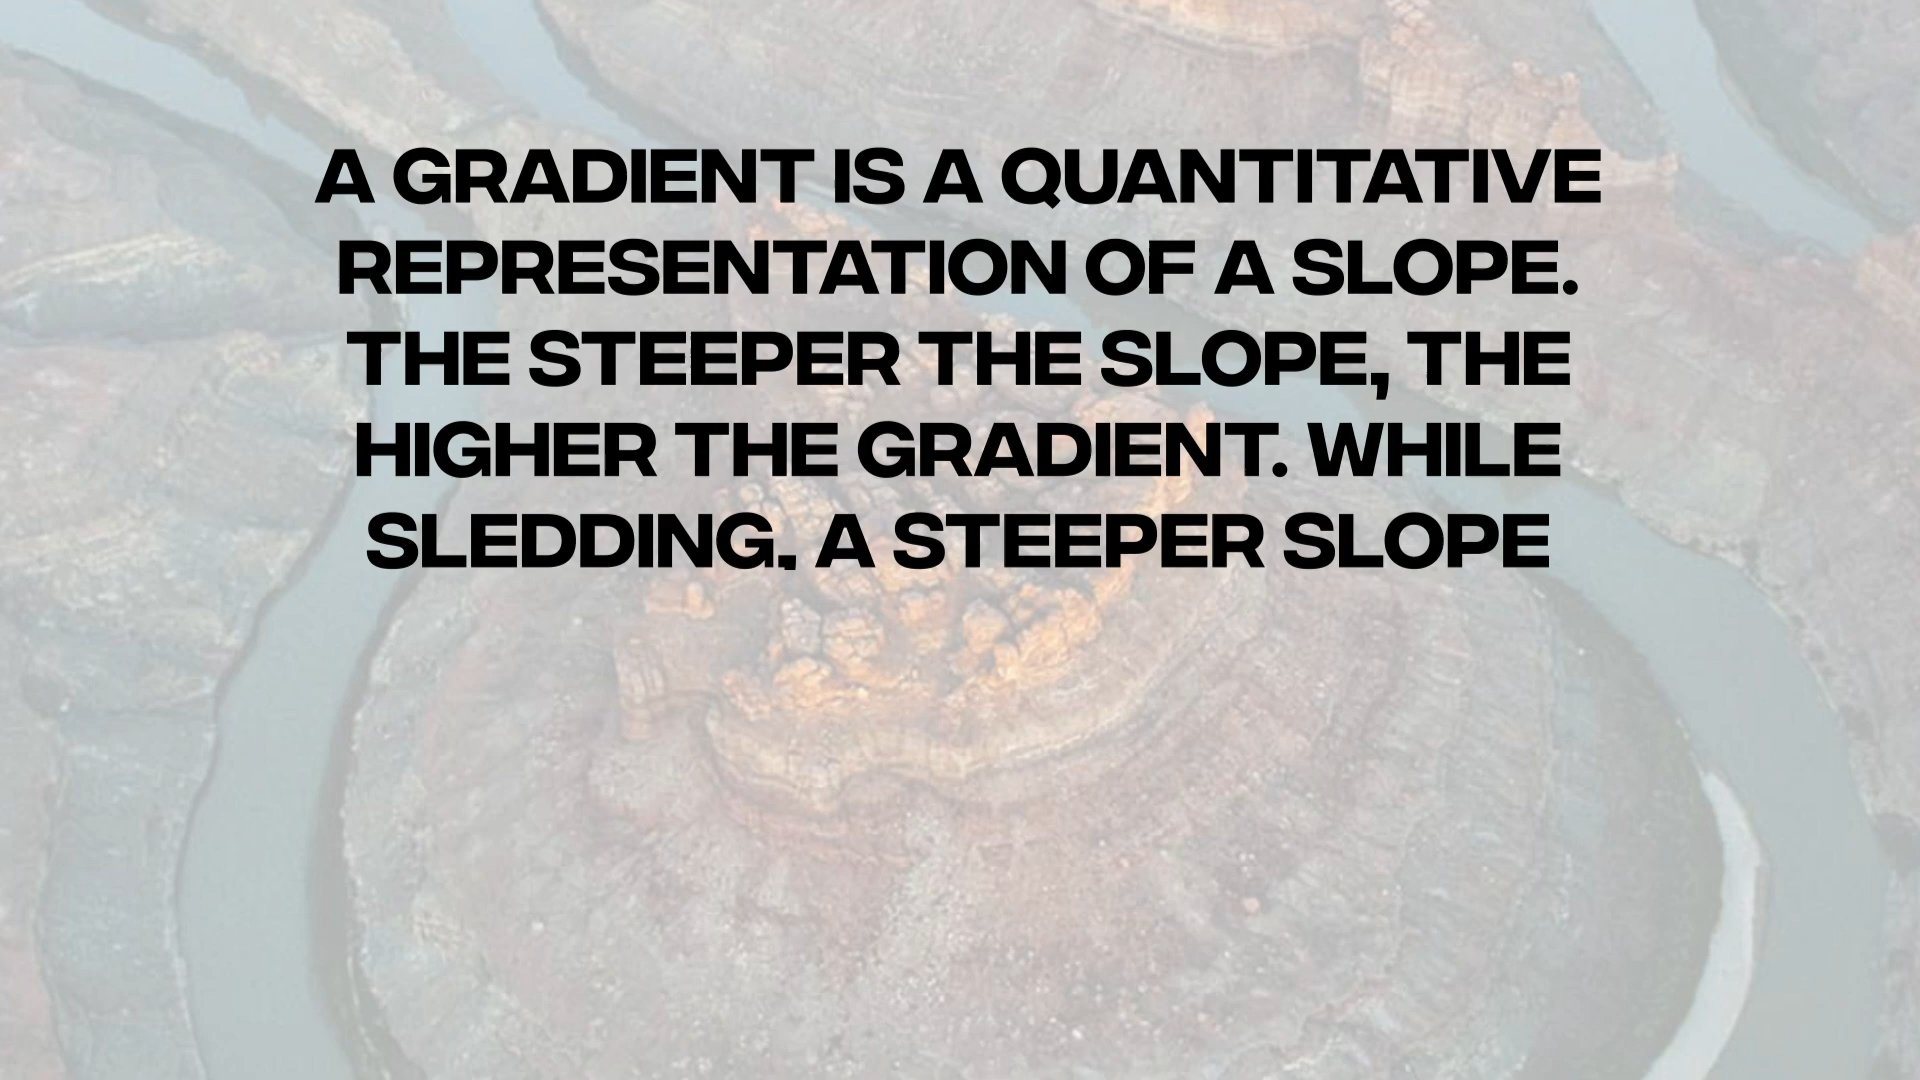 A GRADIENT IS A QUANTITATIVE
REPRESENTATION OF A SLOPE.
THE STEEPER THE SLOPE, THE
HIGHER THE GRADIENT. WHILE
SLEDDING, A STEEPER SLOPE